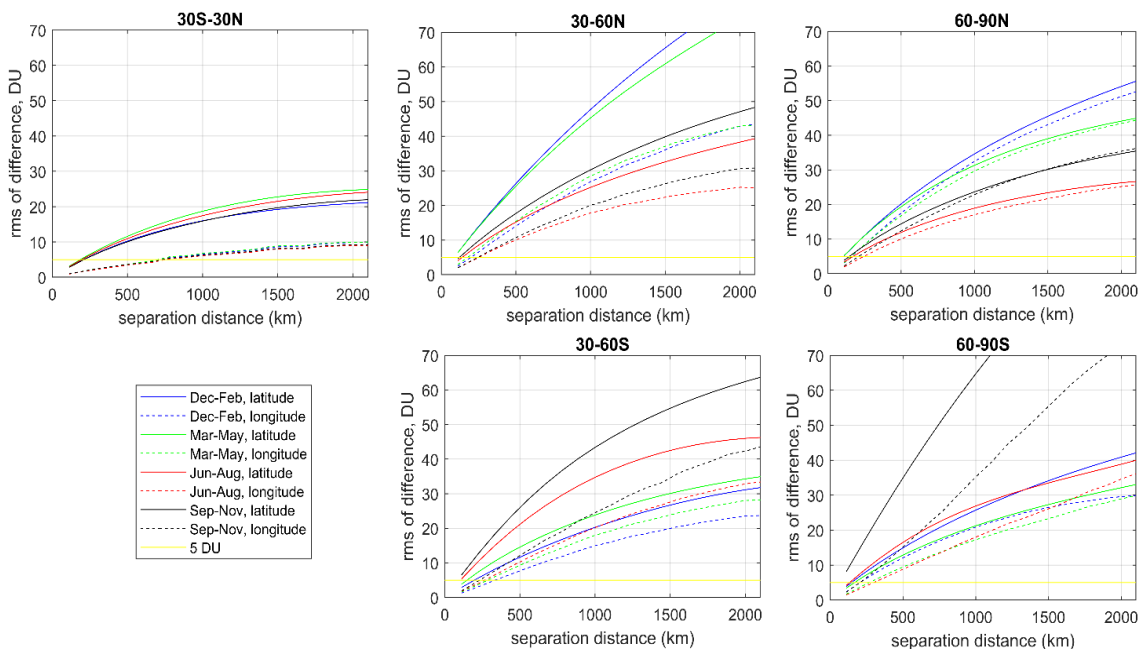 30S-30N
70
60
50
40
30
20
10
0
rms of difference, DU
0 500 1000 1500 2000
separation distance (km)
30-60N
70
60
50
40
30
20
10
0
rms of difference, DU
0 500 1000 1500 2000
separation distance (km)
60-90N
70
60
50
40
30
20
10
0
rms of difference, DU
0 500 1000 1500 2000
separation distance (km)
Dec-Feb, latitude
Dec-Feb, longitude
Mar-May, latitude
Mar-May, longitude
Jun-Aug, latitude
Jun-Aug, longitude
Sep-Nov, latitude
Sep-Nov, longitude
5 DU
30-60S
70
60
50
40
30
20
10
0
rms of difference, DU
0 500 1000 1500 2000
separation distance (km)
60-90S
70
60
50
40
30
20
10
0
rms of difference, DU
0 500 1000 1500 2000
separation distance (km)